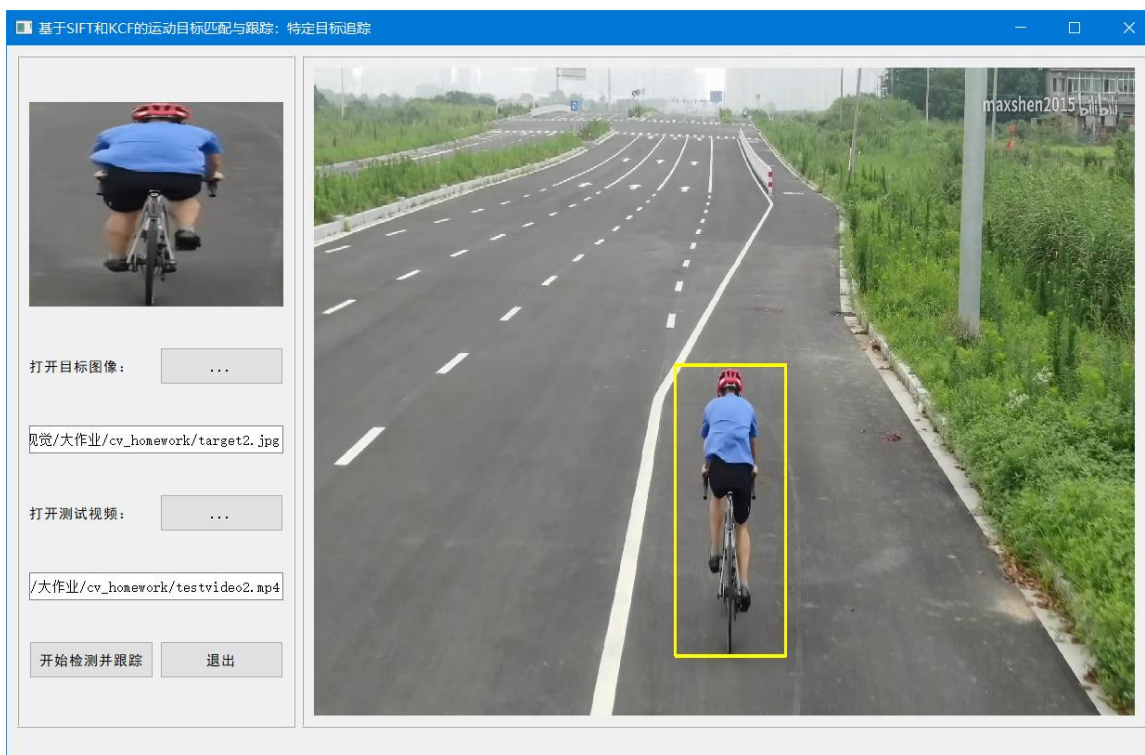 基于SIFT和KCF的运动目标匹配与跟踪：特定目标追踪
maxshen2015 bilibili
打开目标图像：
...
视觉/大作业/cv_homework/target2.jpg
打开测试视频：
...
/大作业/cv_homework/testvideo2.mp4
开始检测并跟踪 退出